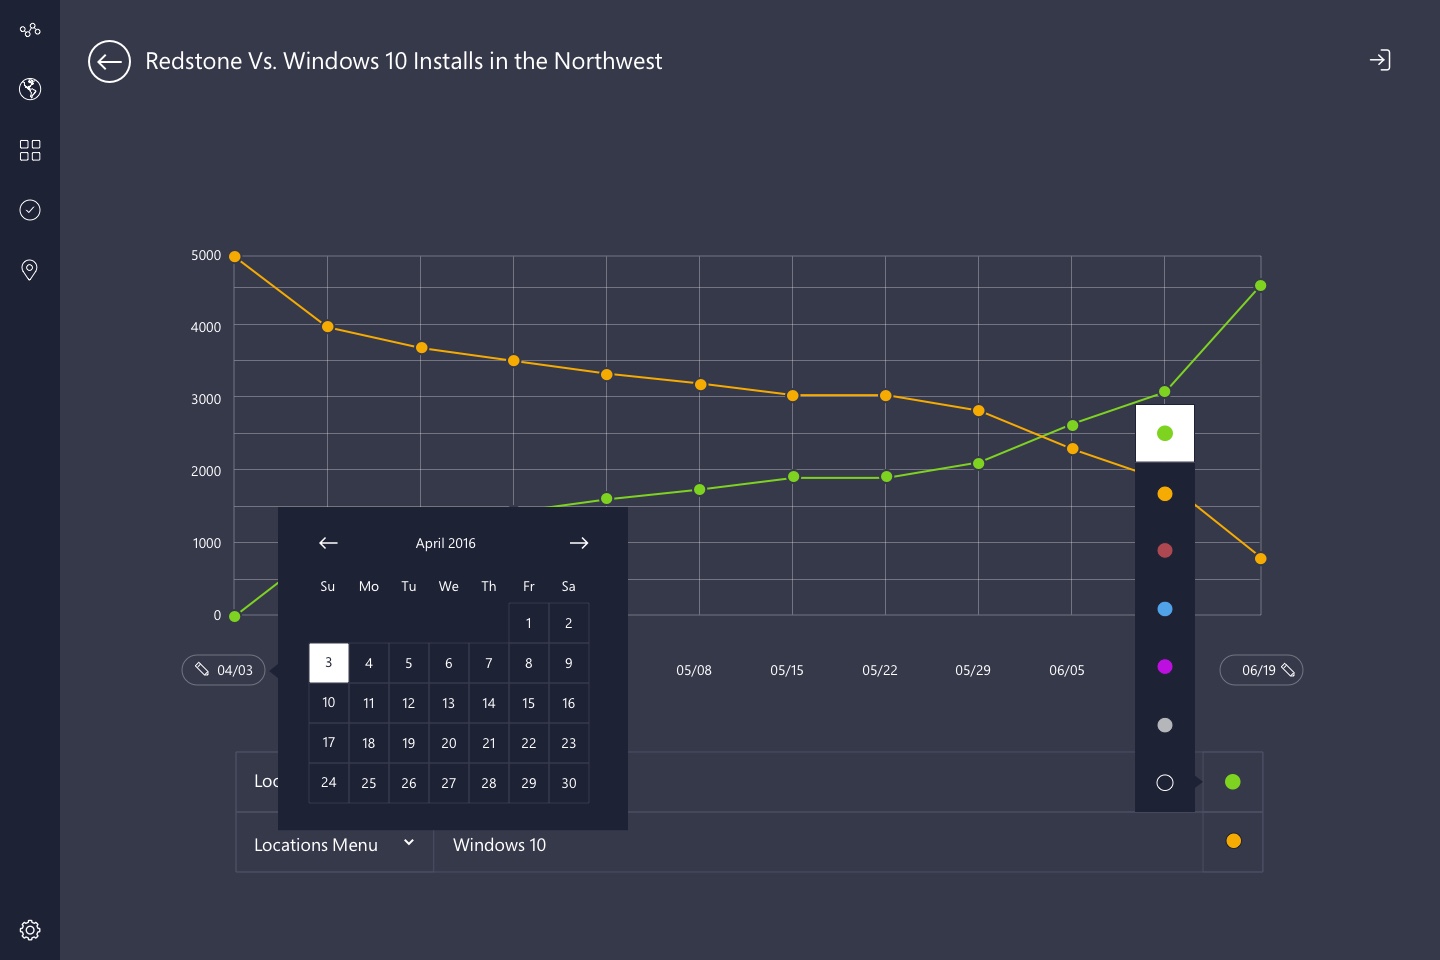 Redstone Vs. Windows 10 Installs in the Northwest
5000
4000
3000
2000
1000
0
04/03
05/08
05/15
05/22
05/29
06/05
06/19
April 2016
Su Mo Tu We Th Fr Sa
1 2
3 4 5 6 7 8 9
10 11 12 13 14 15 16
17 18 19 20 21 22 23
24 25 26 27 28 29 30
Loc
Locations Menu
Windows 10